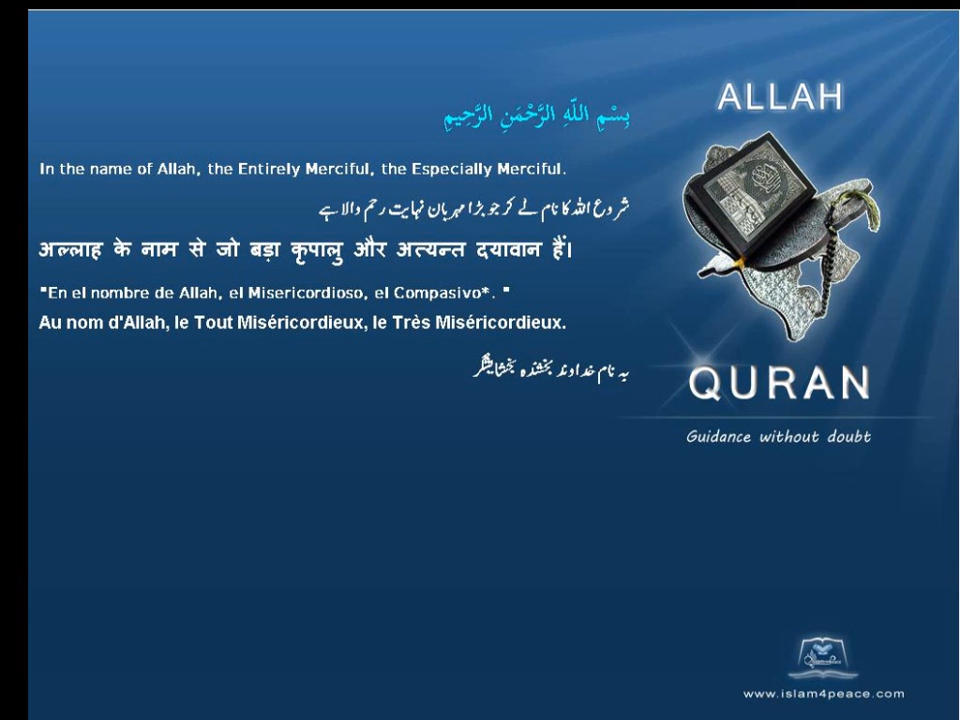 بِسْمِ اللَّهِ الرَّحْمَنِ الرَّحِيمِ
In the name of Allah, the Entirely Merciful, the Especially Merciful.
شروع اللہ کا نام لے کر جو بڑا مہربان نہایت رحم والا ہے
अल्लाह के नाम से जो बड़ा कृपालु और अत्यन्त दयावान हैं।
"En el nombre de Allah, el Misericordioso, el Compasivo*. "
Au nom d'Allah, le Tout Miséricordieux, le Très Miséricordieux.
به نام خداوند بخشنده بخشایشگر
ALLAH
QURAN
Guidance without doubt
www.islam4peace.com